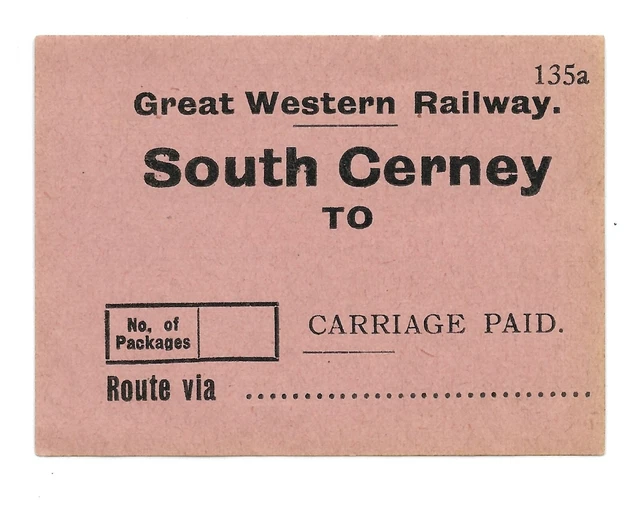 135a
Great Western Railway.
South Cerney
TO
No. of
Packages
CARRIAGE PAID.
Route via ....................................